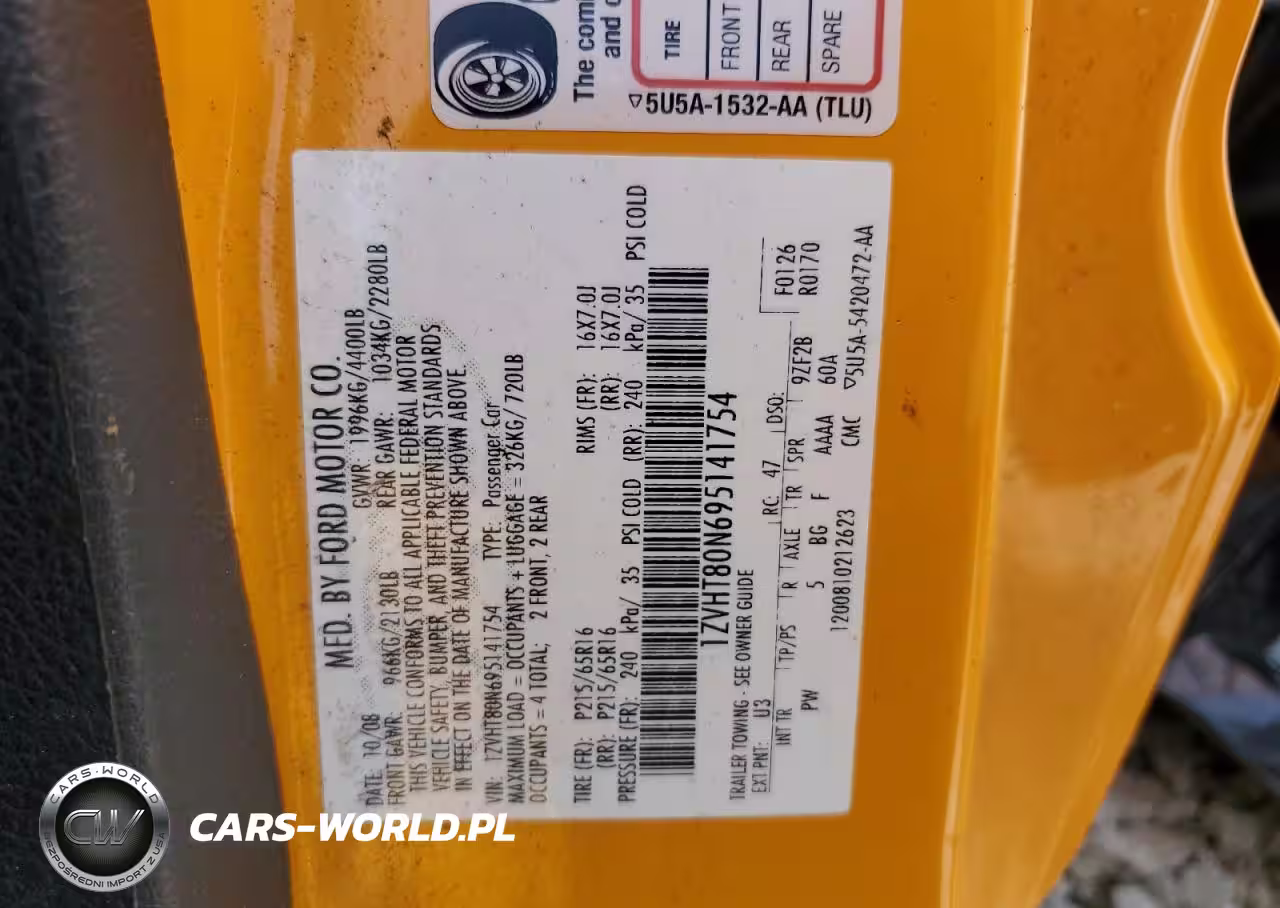 The comi
and c
TIRE
FRONT
REAR
SPARE
▽5U5A-1532-AA (TLU)
MFD. BY FORD MOTOR CO.
DATE: 10/08 GVWR: 1996KG/4400LB
FRONT GAWR: 966KG/2130LB REAR GAWR: 1034KG/2280LB
THIS VEHICLE CONFORMS TO ALL APPLICABLE FEDERAL MOTOR
VEHICLE SAFETY, BUMPER AND THEFT PREVENTION STANDARDS
IN EFFECT ON THE DATE OF MANUFACTURE SHOWN ABOVE.
VIN: 1ZVHT80N695141754 TYPE: Passenger Car
MAXIMUM LOAD = OCCUPANTS + LUGGAGE = 326KG/720LB
OCCUPANTS = 4 TOTAL; 2 FRONT, 2 REAR
TIRE (FR): P215/65R16 RIMS (FR): 16X7.0J
(RR): P215/65R16 (RR): 16X7.0J
PRESSURE (FR): 240 kPa/ 35 PSI COLD (RR): 240 kPa/ 35 PSI COLD
1ZVHT80N695141754
TRAILER TOWING - SEE OWNER GUIDE
F0126
R0170
EXT PNT: U3 RC: 47 DSO:
INT TR TP/PS R AXLE TR SPR 9ZF2B
PW 5 BG F AAAA 60A
1200810212623 CMC ▽5U5A-5420472-AA
CARS-WORLD
CW
BEZPOŚREDNI IMPORT Z USA
CARS-WORLD.PL